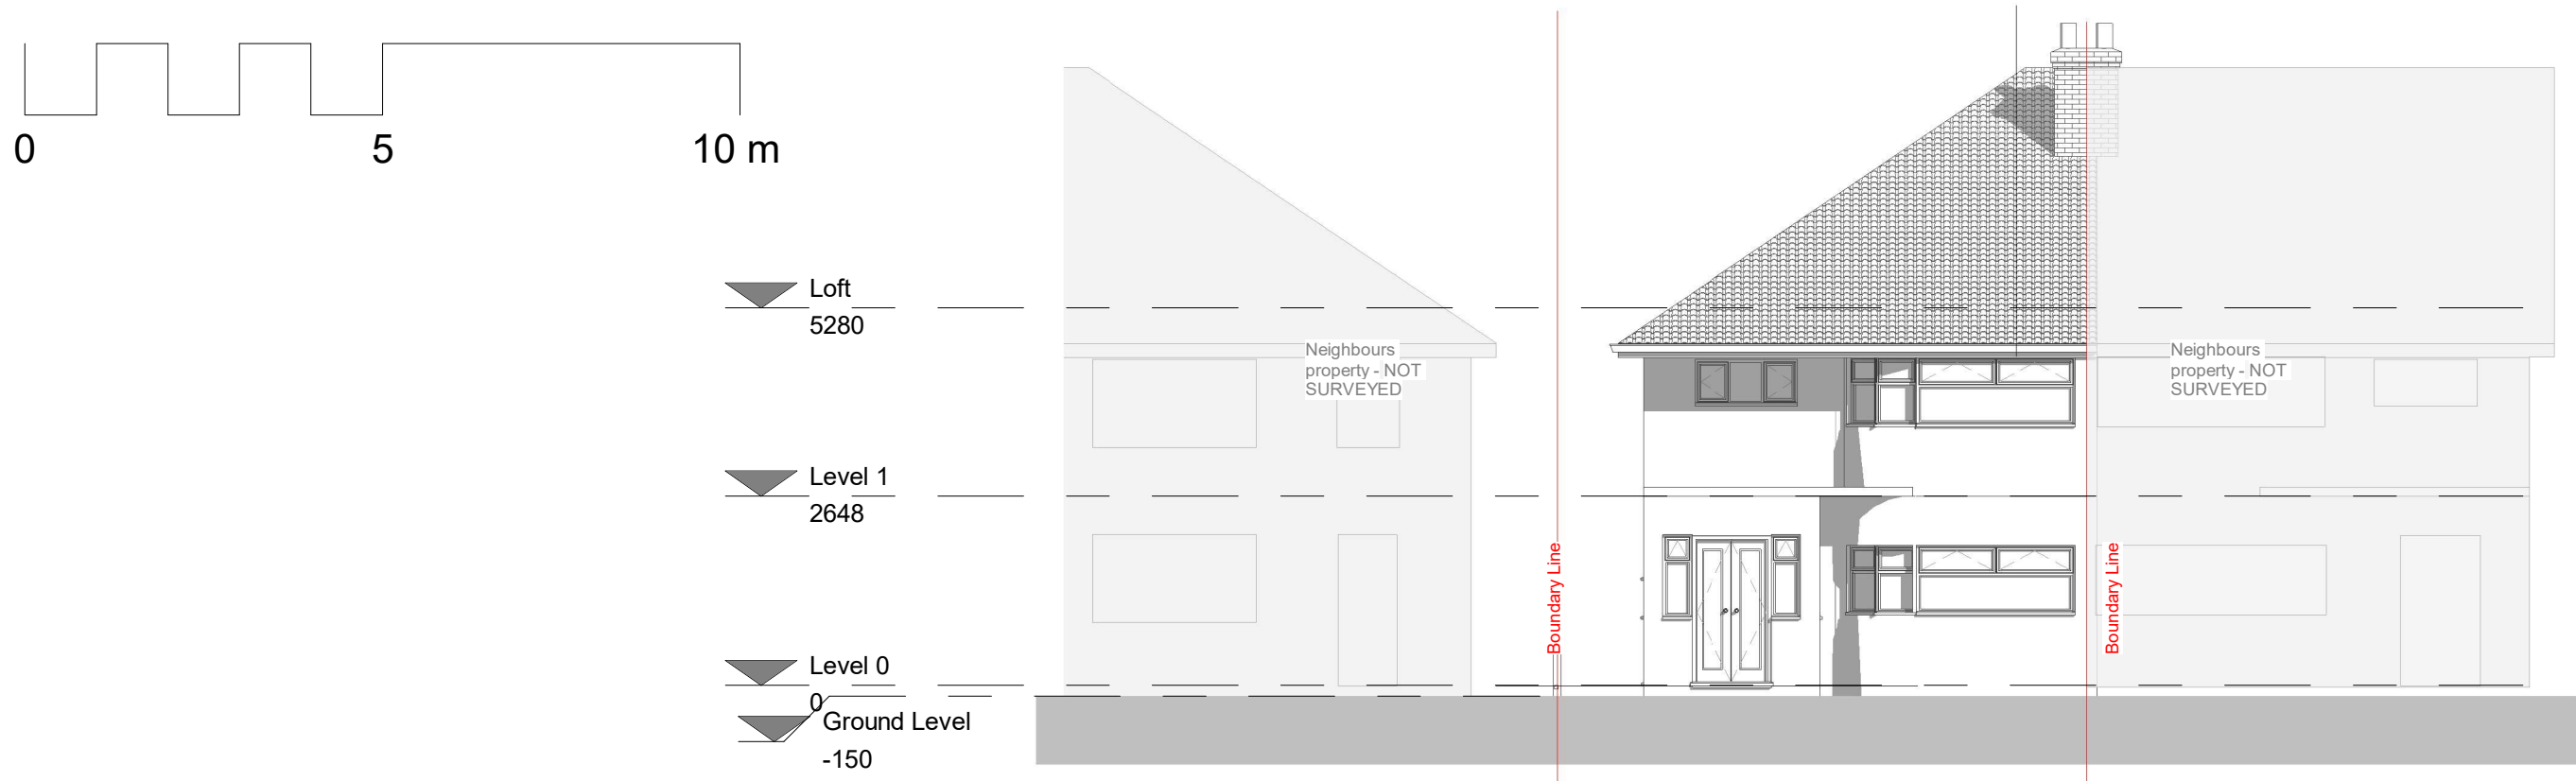 0 5 10 m
Loft
5280
Neighbours
property - NOT
SURVEYED
Neighbours
property - NOT
SURVEYED
Level 1
2648
Boundary Line
Boundary Line
Level 0
0
Ground Level
-150